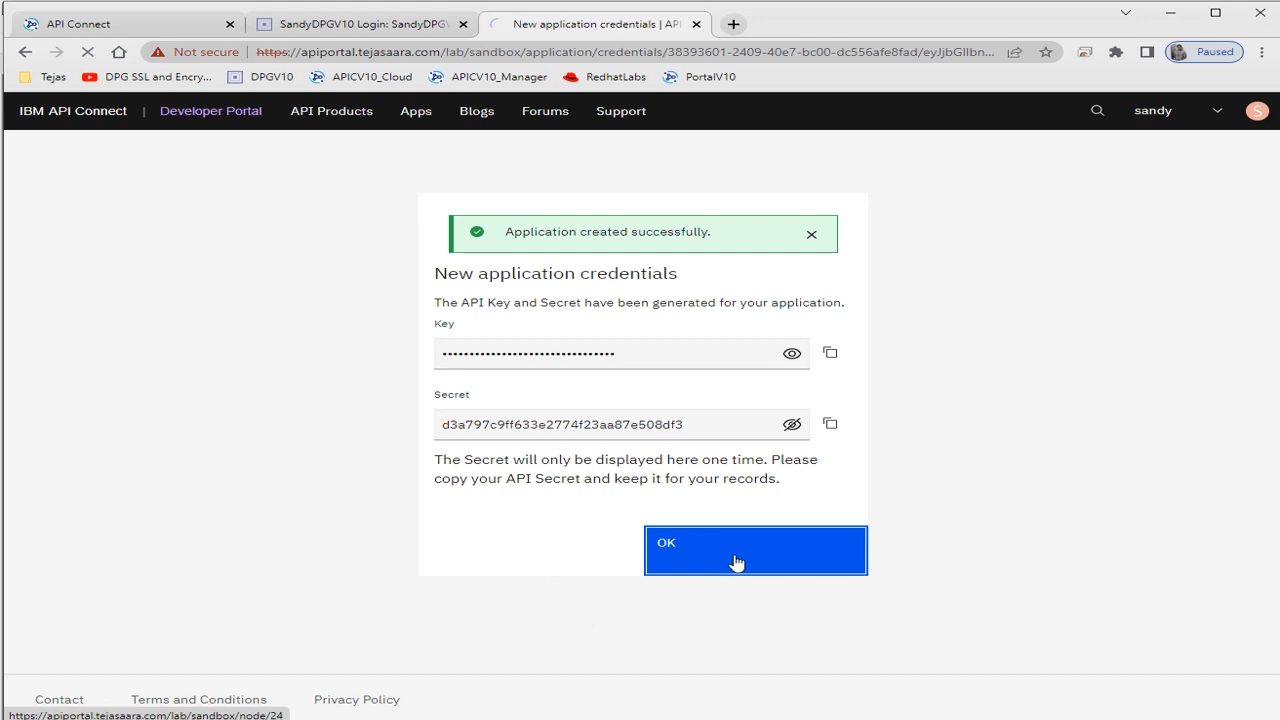 API Connect
SandyDPGV10 Login: SandyDPGV
New application credentials | API
Not secure
https://apiportal.tejasaara.com/lab/sandbox/application/credentials/38393601-2409-40e7-bc00-dc556afe8fad/eyJjbGllbn...
Paused
Tejas
DPG SSL and Encry...
DPGV10
APICV10_Cloud
APICV10_Manager
RedhatLabs
PortalV10
IBM API Connect | Developer Portal
API Products
Apps
Blogs
Forums
Support
sandy
S
Application created successfully.
New application credentials
The API Key and Secret have been generated for your application.
Key
••••••••••••••••••••••••••••••••
Secret
d3a797c9ff633e2774f23aa87e508df3
The Secret will only be displayed here one time. Please
copy your API Secret and keep it for your records.
OK
Contact
Terms and Conditions
Privacy Policy
https://apiportal.tejasaara.com/lab/sandbox/node/24